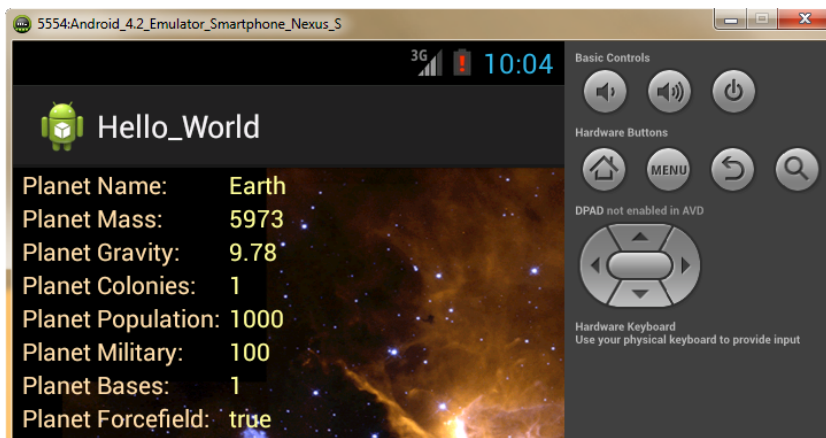 5554:Android_4.2_Emulator_Smartphone_Nexus_S
3G 10:04
Hello_World
Planet Name: Earth
Planet Mass: 5973
Planet Gravity: 9.78
Planet Colonies: 1
Planet Population: 1000
Planet Military: 100
Planet Bases: 1
Planet Forcefield: true
Basic Controls
Hardware Buttons
MENU
DPAD not enabled in AVD
Hardware Keyboard
Use your physical keyboard to provide input